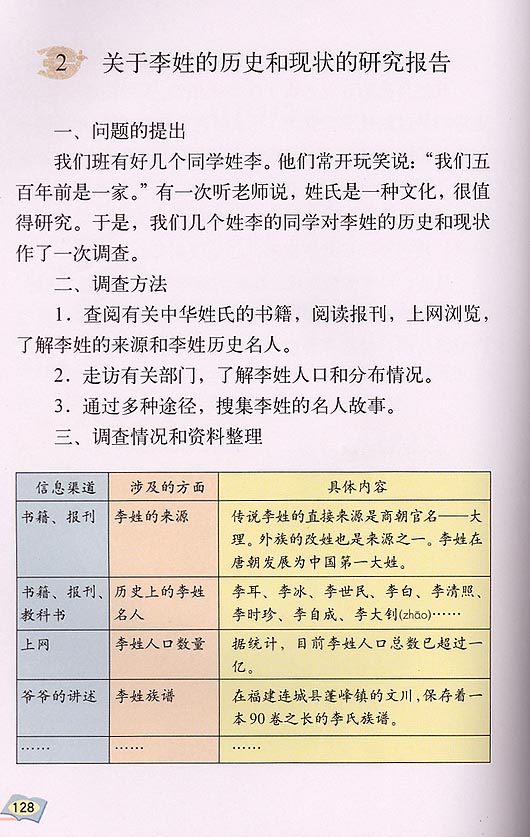 2 关于李姓的历史和现状的研究报告
一、问题的提出
我们班有好几个同学姓李。他们常开玩笑说：“我们五
百年前是一家。”有一次听老师说，姓氏是一种文化，很值
得研究。于是，我们几个姓李的同学对李姓的历史和现状
作了一次调查。
二、调查方法
1．查阅有关中华姓氏的书籍，阅读报刊，上网浏览，
了解李姓的来源和李姓历史名人。
2．走访有关部门，了解李姓人口和分布情况。
3．通过多种途径，搜集李姓的名人故事。
三、调查情况和资料整理
信息渠道 涉及的方面 具体内容
书籍、报刊 李姓的来源 传说李姓的直接来源是商朝官名——大
理。外族的改姓也是来源之一。李姓在
唐朝发展为中国第一大姓。
书籍、报刊、 历史上的李姓 李耳、李冰、李世民、李白、李清照、
教科书 名人 李时珍、李自成、李大钊(zhāo)……
上网 李姓人口数量 据统计，目前李姓人口总数已超过一
亿。
爷爷的讲述 李姓族谱 在福建连城县蓬峰镇的文川，保存着一
本90卷之长的李氏族谱。
…… …… ……
128